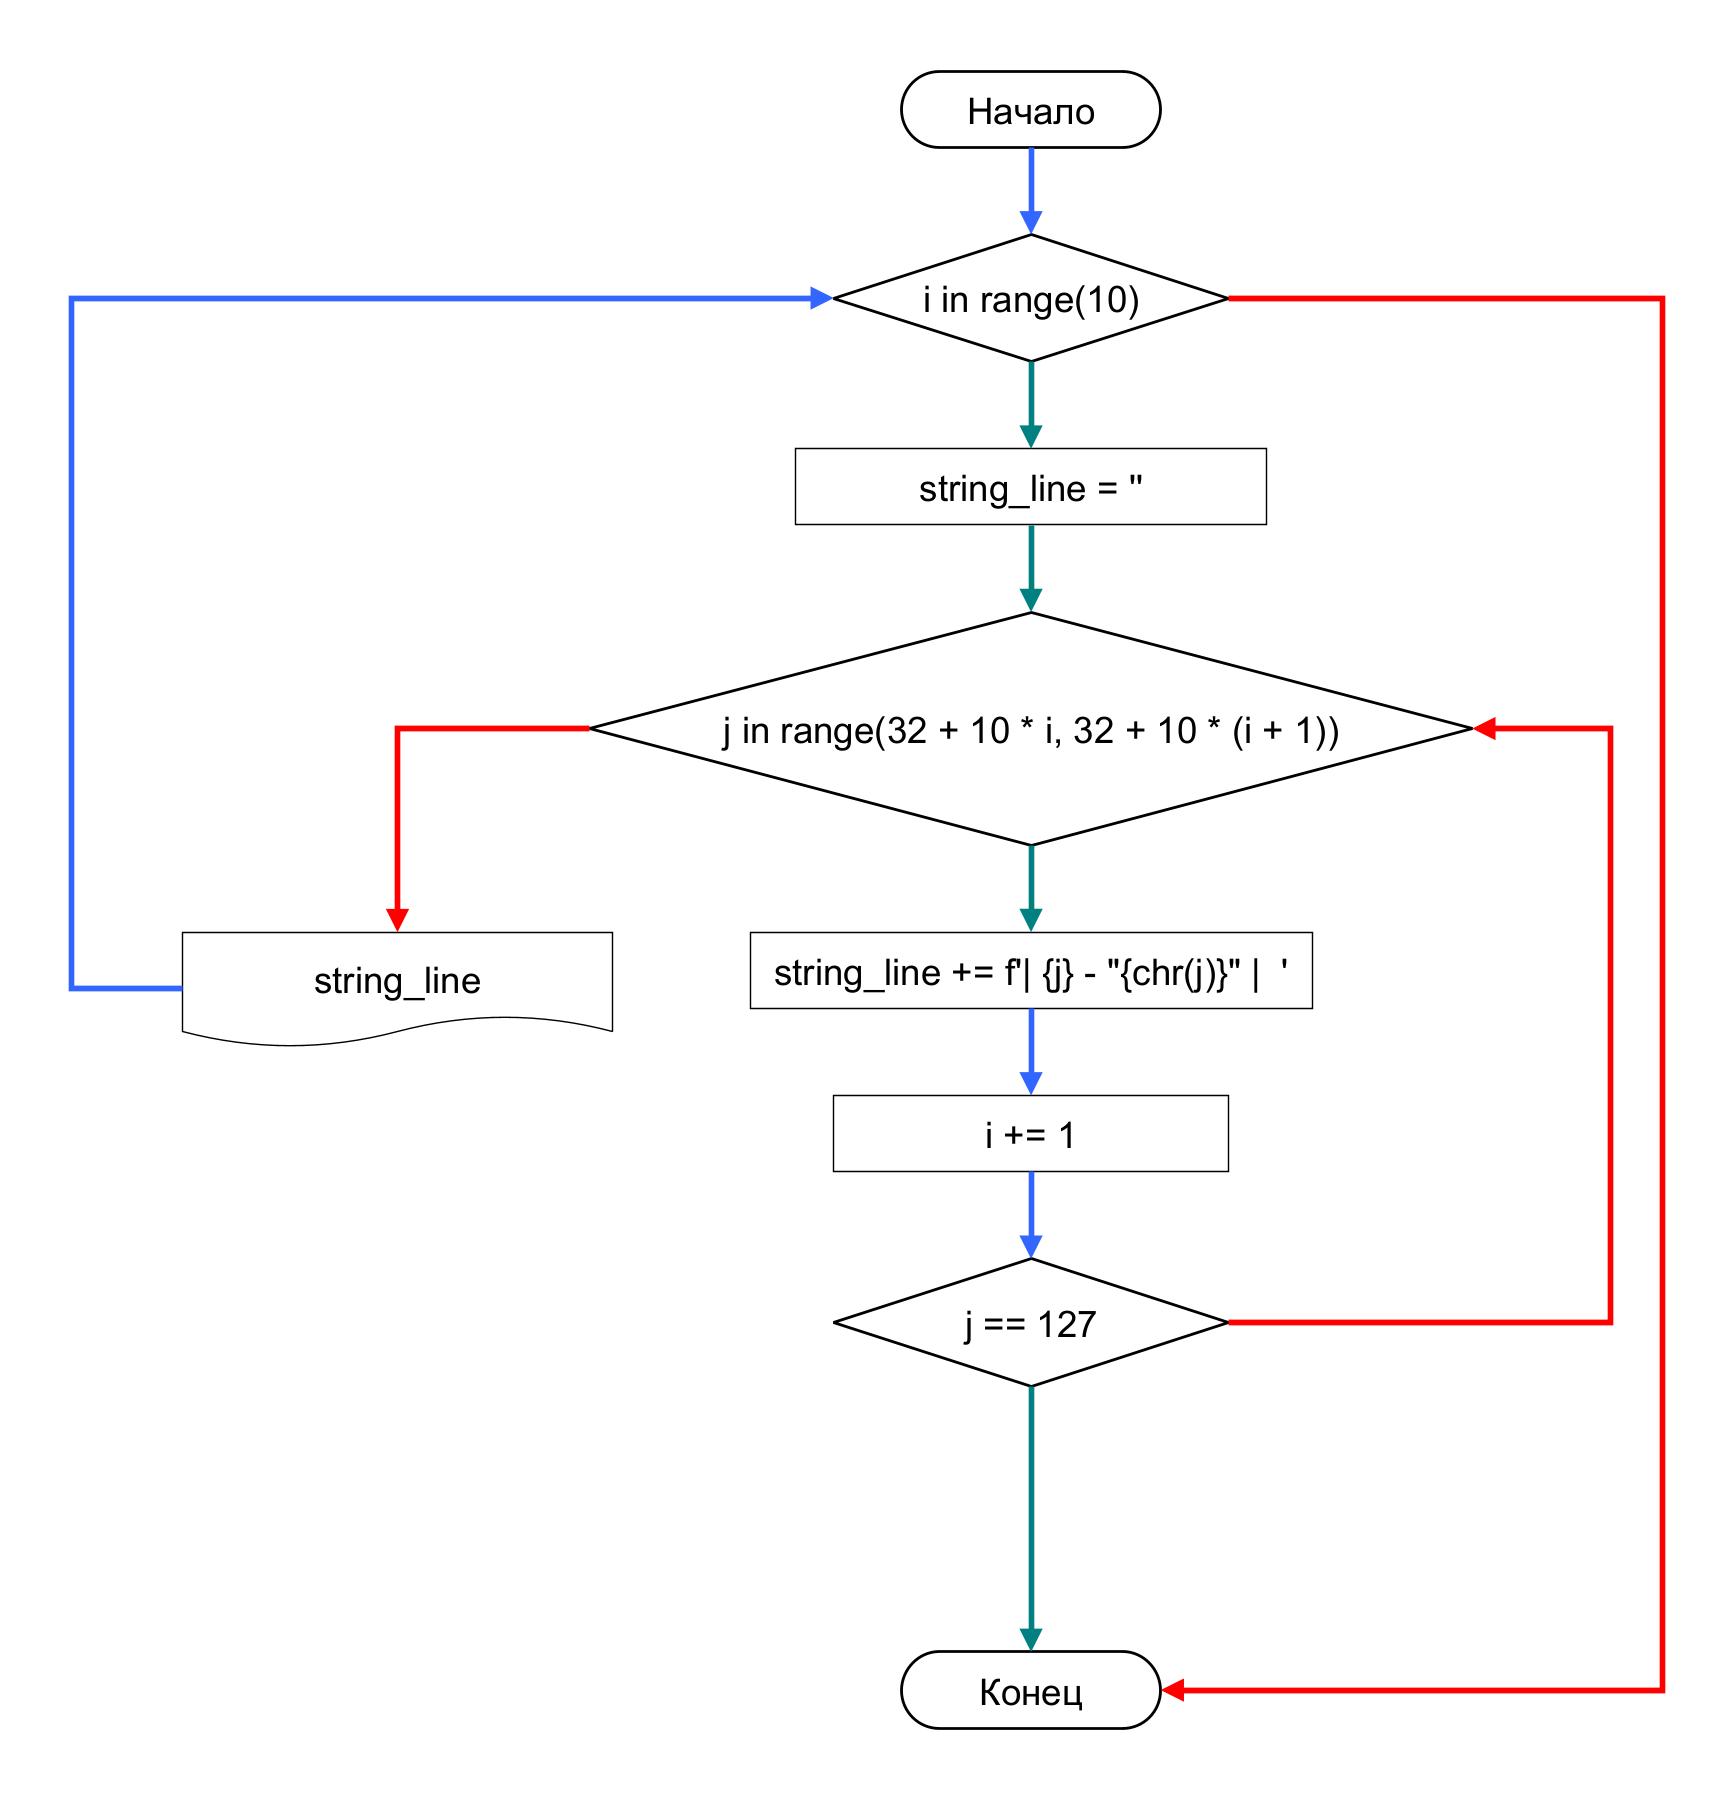 Начало
i in range(10)
string_line = ''
j in range(32 + 10 * i, 32 + 10 * (i + 1))
string_line
string_line += f'| {j} - "{chr(j)}" |  '
i += 1
j == 127
Конец